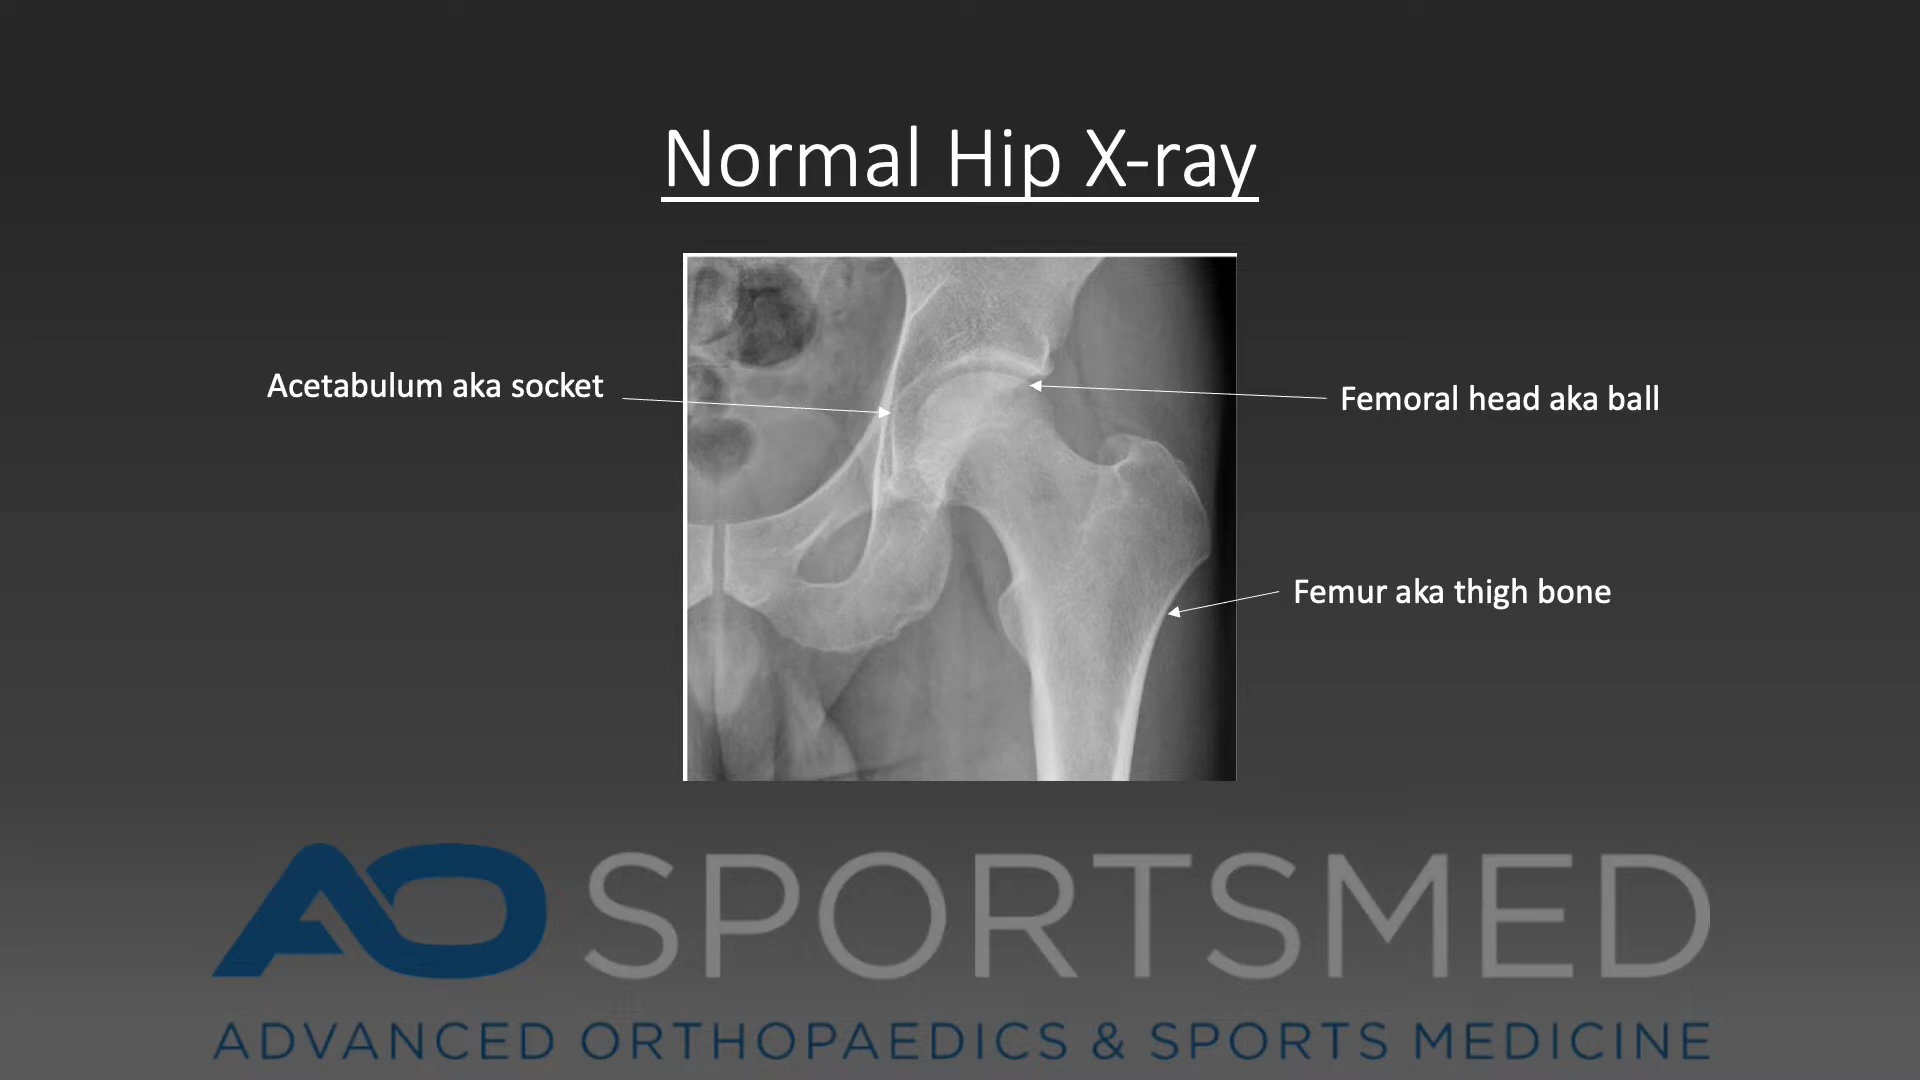 Normal Hip X-ray
Acetabulum aka socket
Femoral head aka ball
Femur aka thigh bone
AO SPORTSMED
ADVANCED ORTHOPAEDICS & SPORTS MEDICINE